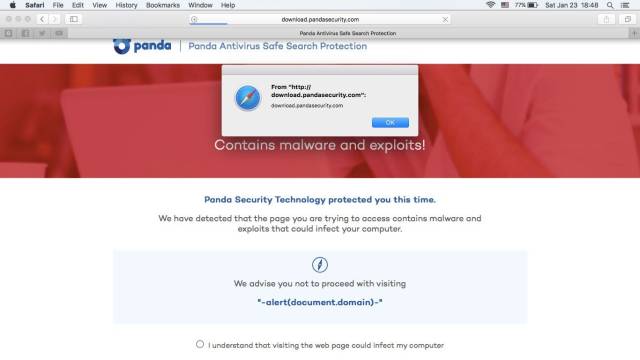 Safari File Edit View History Bookmarks Window Help 77% Sat Jan 23 18:48
download.pandasecurity.com
Panda Antivirus Safe Search Protection
panda Panda Antivirus Safe Search Protection
From "http://
download.pandasecurity.com":
download.pandasecurity.com
OK
Contains malware and exploits!
Panda Security Technology protected you this time.
We have detected that the page you are trying to access contains malware and
exploits that could infect your computer.
We advise you not to proceed with visiting
"-alert(document.domain)-"
I understand that visiting the web page could infect my computer